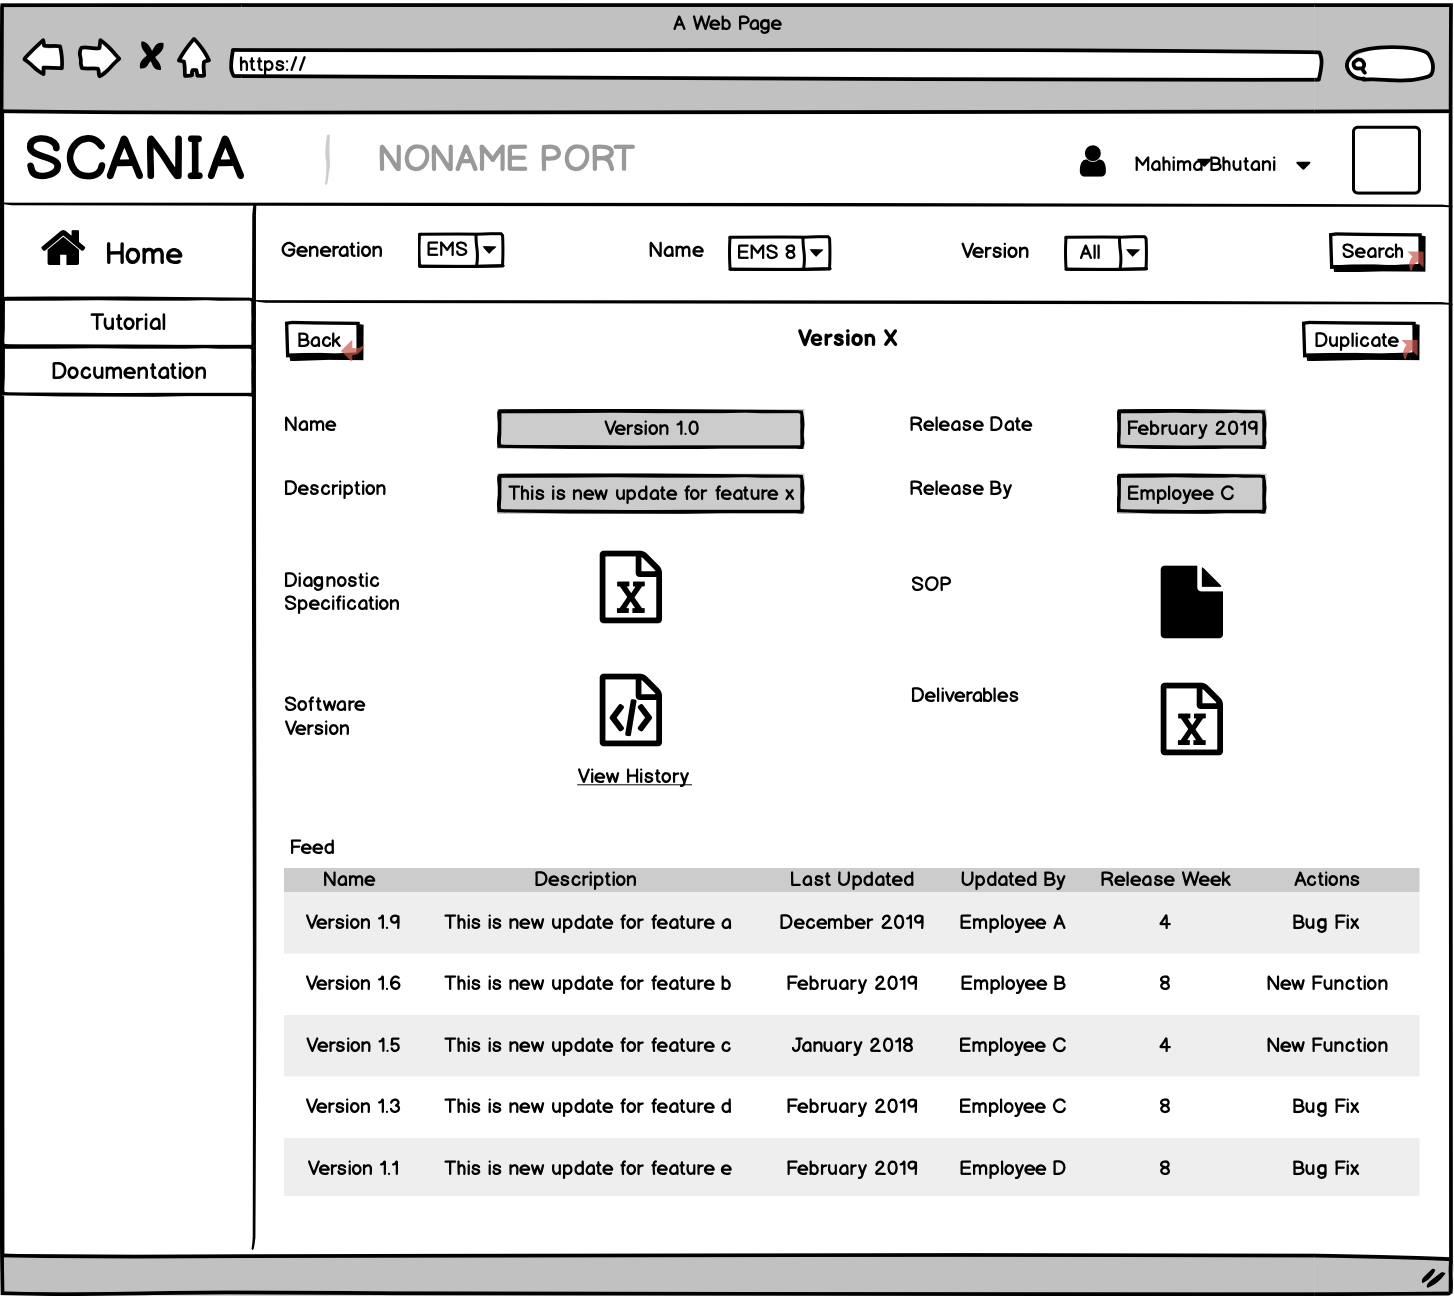 A Web Page
https://
SCANIA
NONAME PORT
Mahima Bhutani
Home
Generation
EMS
Name
EMS 8
Version
All
Search
Tutorial
Documentation
Back
Version X
Duplicate
Name
Version 1.0
Release Date
February 2019
Description
This is new update for feature x
Release By
Employee C
Diagnostic
Specification
X
SOP
Software
Version
</>
Deliverables
X
View History
Feed
Name Description Last Updated Updated By Release Week Actions
Version 1.9 This is new update for feature a December 2019 Employee A 4 Bug Fix
Version 1.6 This is new update for feature b February 2019 Employee B 8 New Function
Version 1.5 This is new update for feature c January 2018 Employee C 4 New Function
Version 1.3 This is new update for feature d February 2019 Employee C 8 Bug Fix
Version 1.1 This is new update for feature e February 2019 Employee D 8 Bug Fix